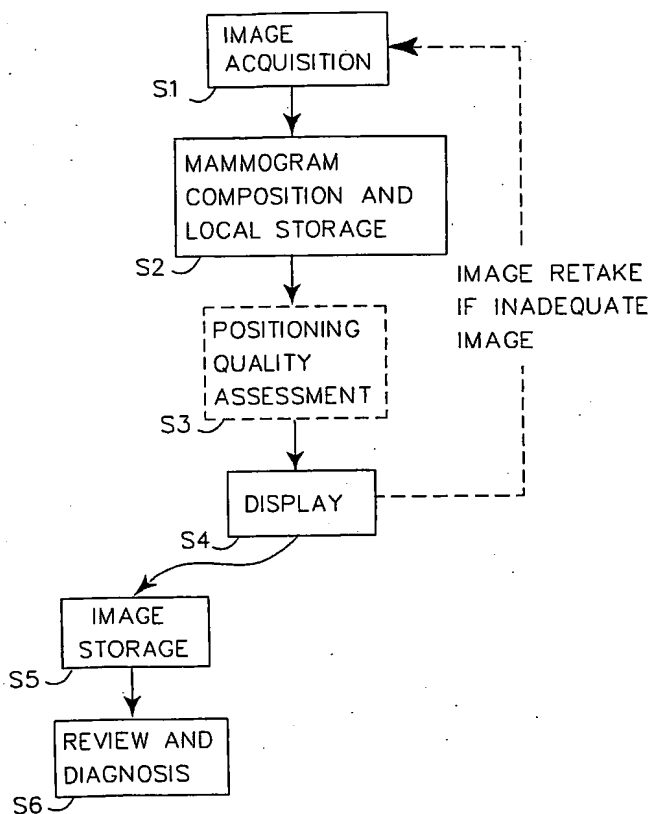 IMAGE
ACQUISITION
S1
MAMMOGRAM
COMPOSITION AND
LOCAL STORAGE
S2
IMAGE RETAKE
IF INADEQUATE
IMAGE
POSITIONING
QUALITY
ASSESSMENT
S3
DISPLAY
S4
IMAGE
STORAGE
S5
REVIEW AND
DIAGNOSIS
S6